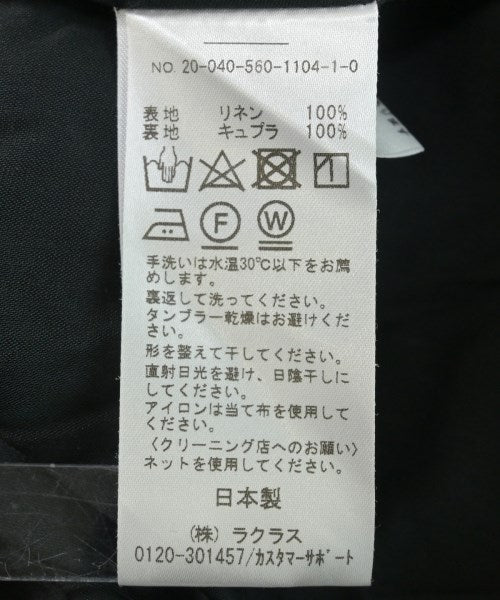 NO. 20-040-560-1104-1-0
表地 リネン 100%
裏地 キュプラ 100%
F W
手洗いは水温30℃以下をお薦
めします。
裏返して洗ってください。
タンブラー乾燥はお避けくだ
さい。
形を整えて干してください。
直射日光を避け、日陰干しに
してください。
アイロンは当て布を使用して
ください。
〈クリーニング店へのお願い〉
ネットを使用してください。
日本製
(株) ラクラス
0120-301457/カスタマーサポート